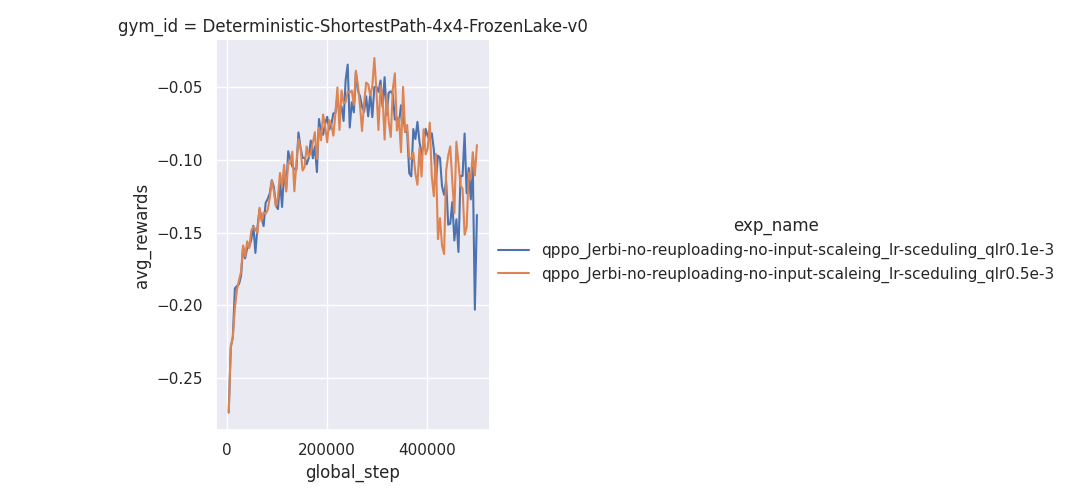 gym_id = Deterministic-ShortestPath-4x4-FrozenLake-v0
−0.05
−0.10
−0.15
−0.20
−0.25
avg_rewards
0
200000
400000
global_step
exp_name
qppo_Jerbi-no-reuploading-no-input-scaleing_lr-sceduling_qlr0.1e-3
qppo_Jerbi-no-reuploading-no-input-scaleing_lr-sceduling_qlr0.5e-3